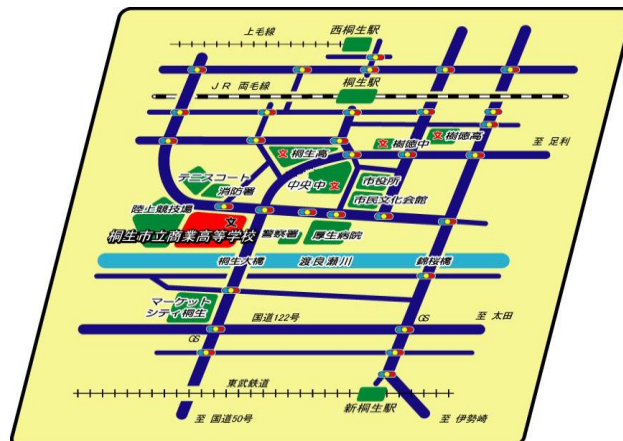 西桐生駅
上毛線
桐生駅
JR 両毛線
樹徳高
樹徳中
至 足利
文 桐生高
テニスコート
消防署
中央中 文
市役所
市民文化会館
陸上競技場
文
桐生市立商業高等学校
警察署
厚生病院
桐生大橋
渡良瀬川
錦桜橋
マーケット
シティ桐生
国道122号
GS
至 太田
GS
東武鉄道
新桐生駅
至 国道50号
至 伊勢崎